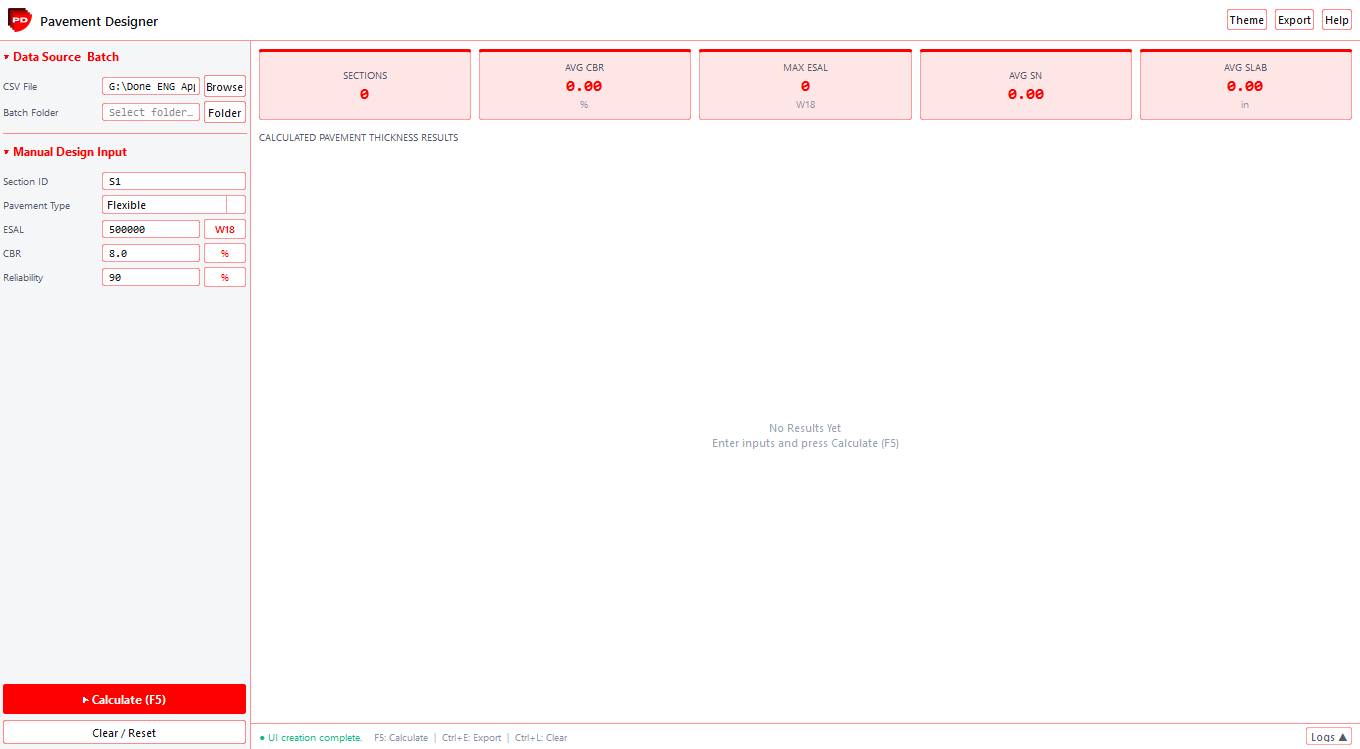 PD Pavement Designer Theme Export Help
▾ Data Source Batch
CSV File G:\Done ENG Ap Browse
Batch Folder Select folder… Folder
▾ Manual Design Input
Section ID S1
Pavement Type Flexible
ESAL 500000 W18
CBR 8.0 %
Reliability 90 %
▸ Calculate (F5)
Clear / Reset
SECTIONS
0
AVG CBR
0.00
%
MAX ESAL
0
W18
AVG SN
0.00
AVG SLAB
0.00
in
CALCULATED PAVEMENT THICKNESS RESULTS
No Results Yet
Enter inputs and press Calculate (F5)
● UI creation complete. F5: Calculate | Ctrl+E: Export | Ctrl+L: Clear Logs ▲